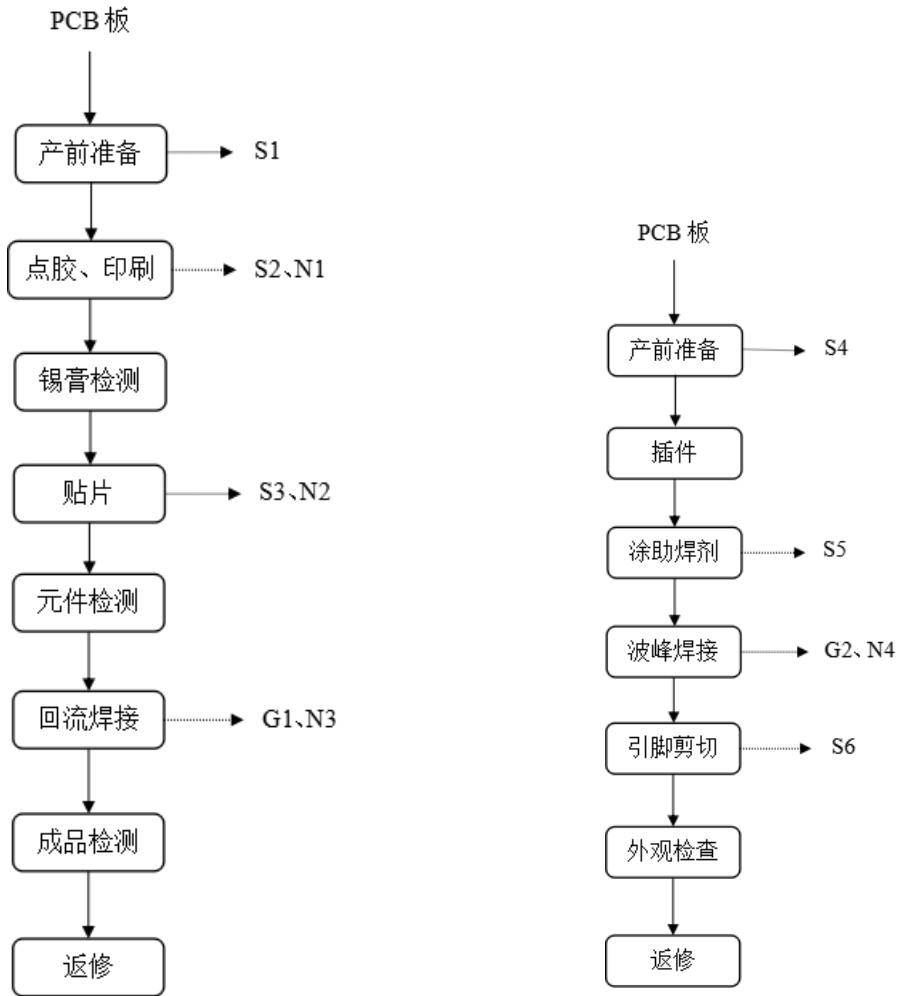 PCB 板
产前准备
S1
点胶、印刷
S2、N1
锡膏检测
贴片
S3、N2
元件检测
回流焊接
G1、N3
成品检测
返修
PCB 板
产前准备
S4
插件
涂助焊剂
S5
波峰焊接
G2、N4
引脚剪切
S6
外观检查
返修